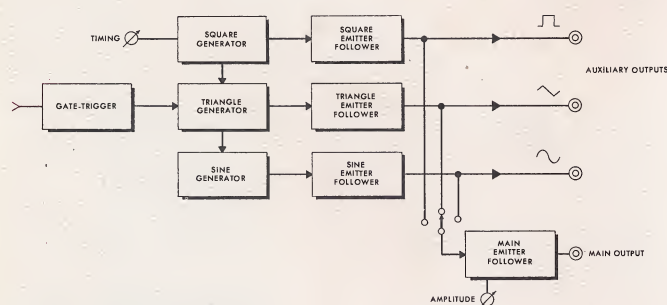 TIMING
SQUARE
GENERATOR
SQUARE
EMITTER
FOLLOWER
AUXILIARY OUTPUTS
GATE-TRIGGER
TRIANGLE
GENERATOR
TRIANGLE
EMITTER
FOLLOWER
SINE
GENERATOR
SINE
EMITTER
FOLLOWER
MAIN
EMITTER
FOLLOWER
MAIN OUTPUT
AMPLITUDE